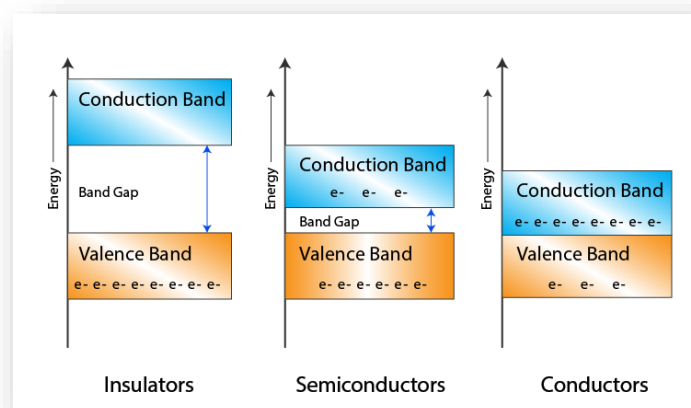 Energy
Conduction Band
Band Gap
Valence Band
e- e- e- e- e- e- e- e-
Insulators
Energy
Conduction Band
e- e- e-
Band Gap
Valence Band
e- e- e- e- e- e-
Semiconductors
Energy
Conduction Band
e- e- e- e- e- e- e- e-
Valence Band
e- e- e-
Conductors